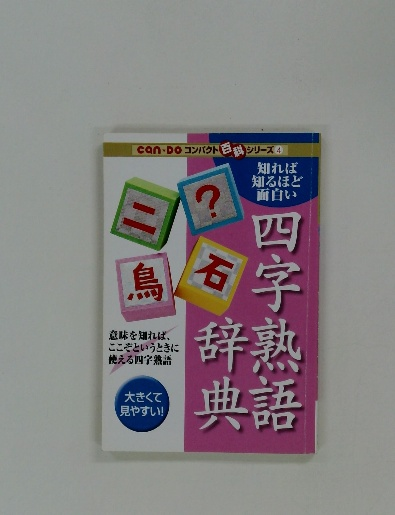 can・Do コンパクト百科シリーズ④
知れば
知るほど
面白い
四字熟語
辞典
?
二
石
鳥
意味を知れば、
ここぞというときに
使える四字熟語
大きくて
見やすい!